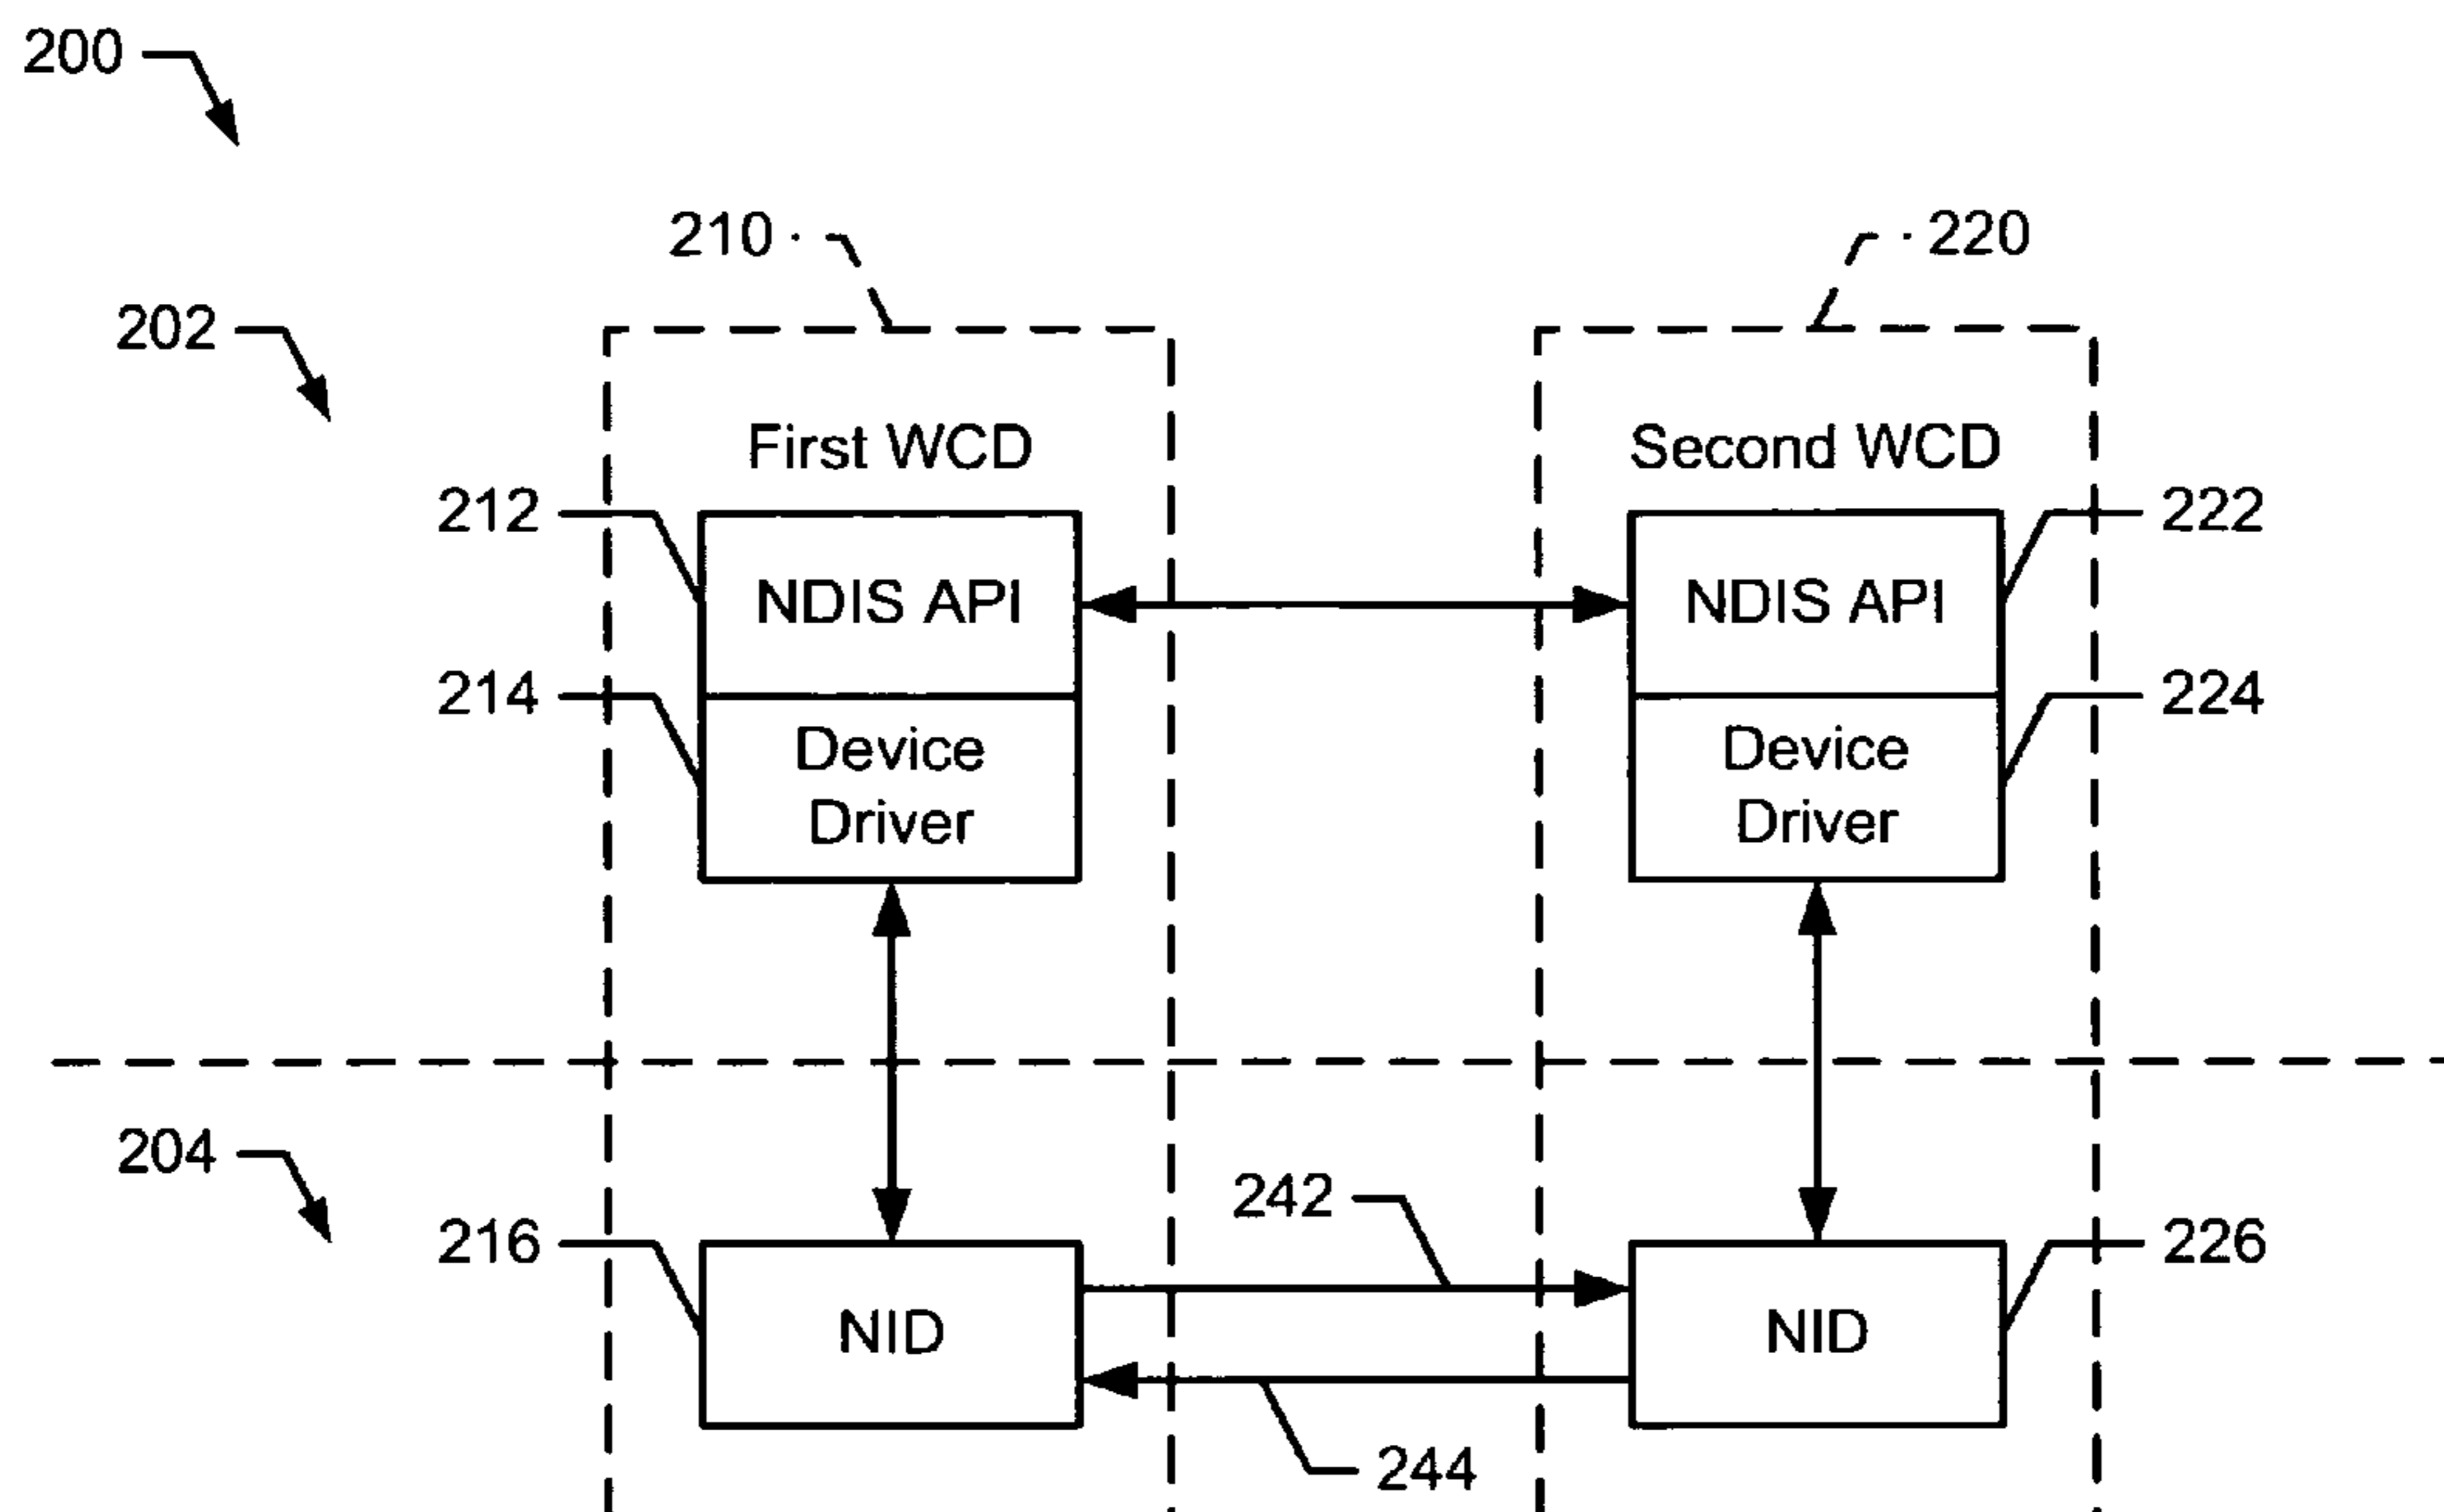 200
210
220
202
First WCD
Second WCD
212
222
NDIS API
NDIS API
214
224
Device
Driver
Device
Driver
204
242
216
226
NID
NID
244